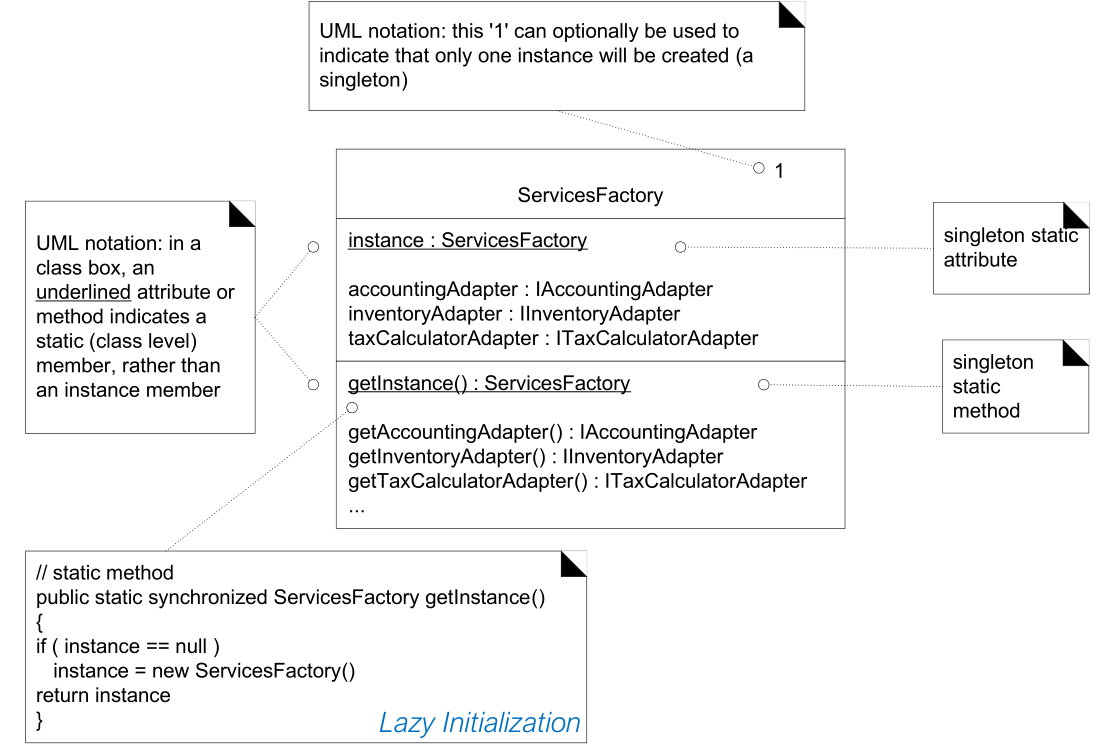 UML notation: this '1' can optionally be used to
indicate that only one instance will be created (a
singleton)
1
ServicesFactory
UML notation: in a
class box, an
underlined attribute or
method indicates a
static (class level)
member, rather than
an instance member
instance : ServicesFactory
accountingAdapter : IAccountingAdapter
inventoryAdapter : IInventoryAdapter
taxCalculatorAdapter : ITaxCalculatorAdapter
singleton static
attribute
getInstance() : ServicesFactory
getAccountingAdapter() : IAccountingAdapter
getInventoryAdapter() : IInventoryAdapter
getTaxCalculatorAdapter() : ITaxCalculatorAdapter
...
singleton
static
method
// static method
public static synchronized ServicesFactory getInstance()
{
if ( instance == null )
instance = new ServicesFactory()
return instance
}
Lazy Initialization